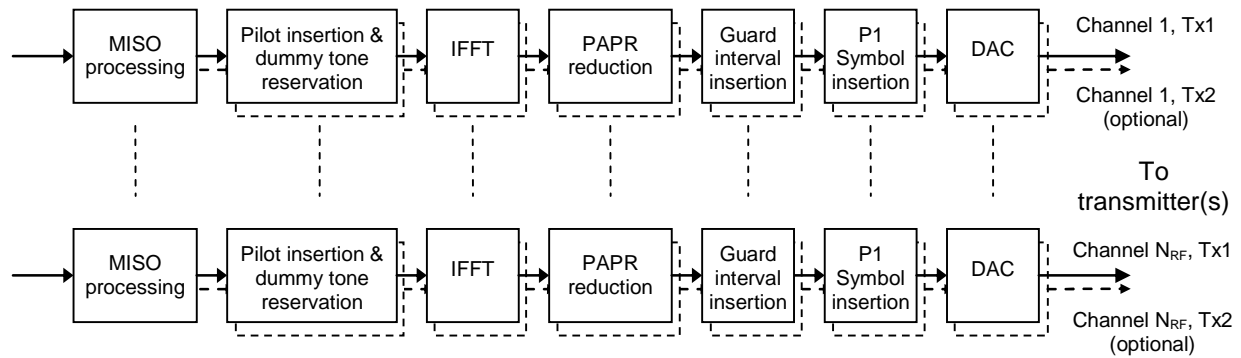 MISO
processing
Pilot insertion &
dummy tone
reservation
IFFT
PAPR
reduction
Guard
interval
insertion
P1
Symbol
insertion
DAC
Channel 1, Tx1
Channel 1, Tx2
(optional)
To
transmitter(s)
MISO
processing
Pilot insertion &
dummy tone
reservation
IFFT
PAPR
reduction
Guard
interval
insertion
P1
Symbol
insertion
DAC
Channel NRF, Tx1
Channel NRF, Tx2
(optional)